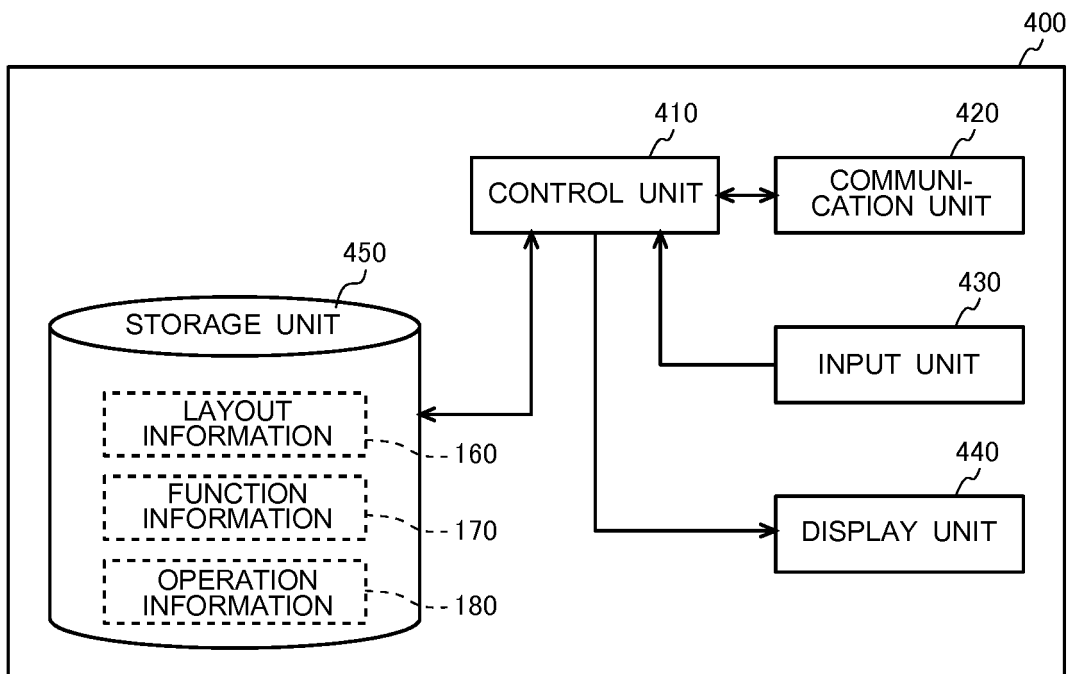 400
410
CONTROL UNIT
420
COMMUNI-
CATION UNIT
450
STORAGE UNIT
430
INPUT UNIT
LAYOUT
INFORMATION
160
FUNCTION
INFORMATION
170
440
DISPLAY UNIT
OPERATION
INFORMATION
180